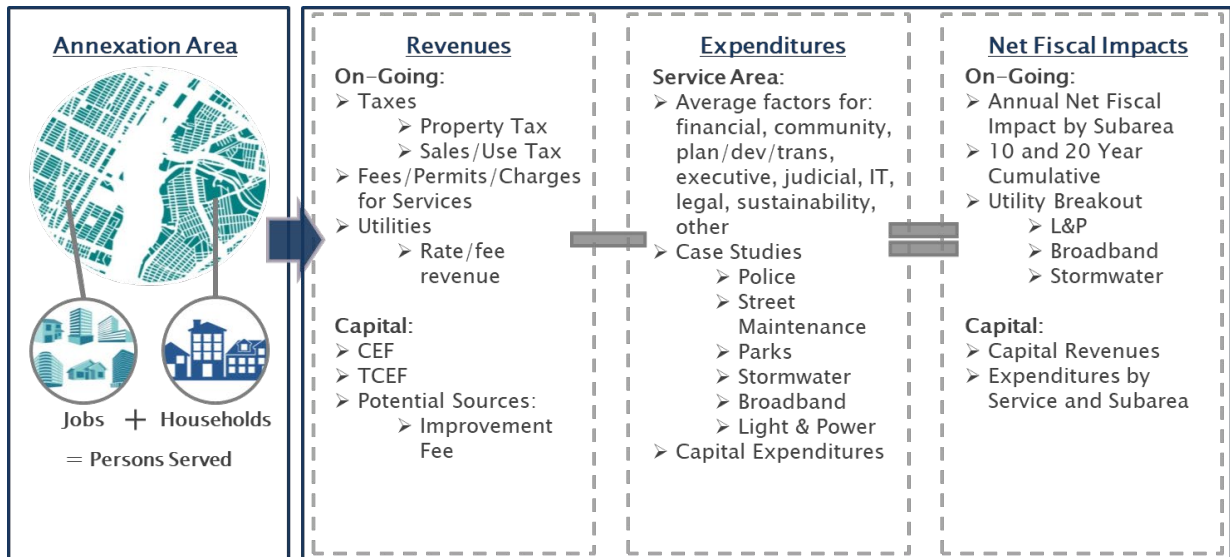 Annexation Area
Jobs + Households
= Persons Served
Revenues
On-Going:
➢ Taxes
➢ Property Tax
➢ Sales/Use Tax
➢ Fees/Permits/Charges
for Services
➢ Utilities
➢ Rate/fee
revenue
Capital:
➢ CEF
➢ TCEF
➢ Potential Sources:
➢ Improvement
Fee
Expenditures
Service Area:
➢ Average factors for:
financial, community,
plan/dev/trans,
executive, judicial, IT,
legal, sustainability,
other
➢ Case Studies
➢ Police
➢ Street
Maintenance
➢ Parks
➢ Stormwater
➢ Broadband
➢ Light & Power
➢ Capital Expenditures
Net Fiscal Impacts
On-Going:
➢ Annual Net Fiscal
Impact by Subarea
➢ 10 and 20 Year
Cumulative
➢ Utility Breakout
➢ L&P
➢ Broadband
➢ Stormwater
Capital:
➢ Capital Revenues
➢ Expenditures by
Service and Subarea